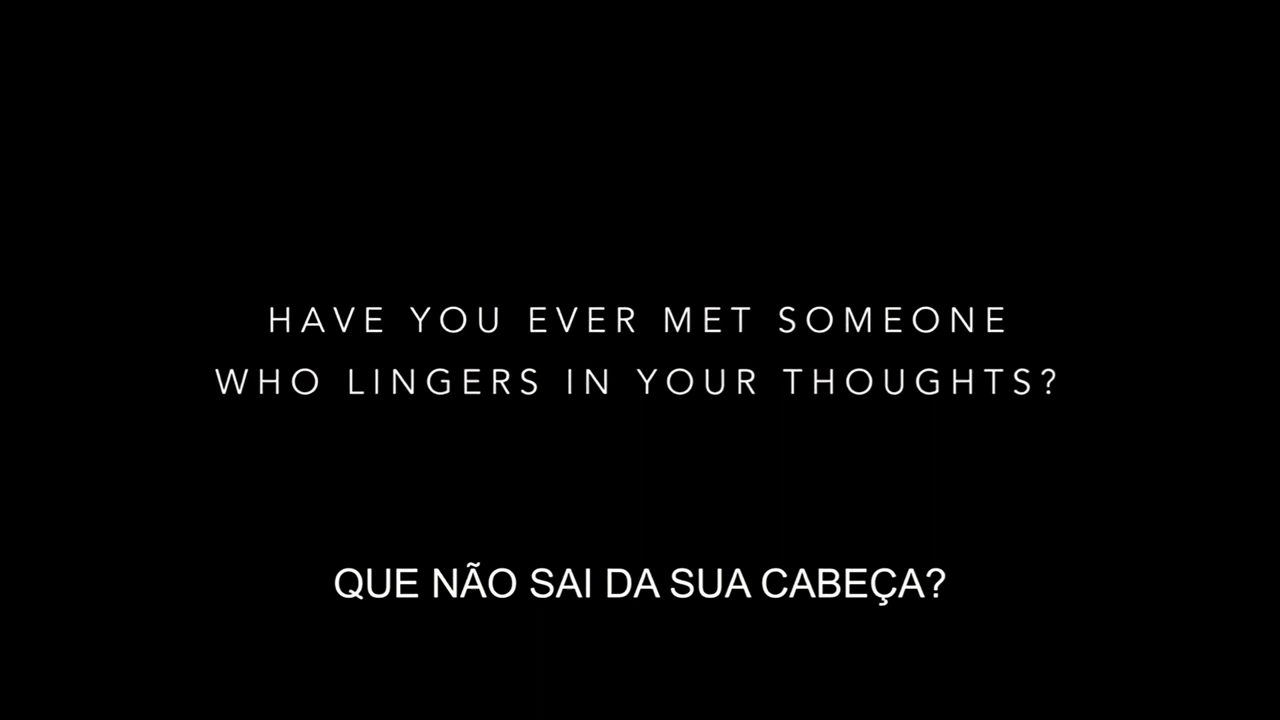 HAVE YOU EVER MET SOMEONE
WHO LINGERS IN YOUR THOUGHTS?
QUE NÃO SAI DA SUA CABEÇA?